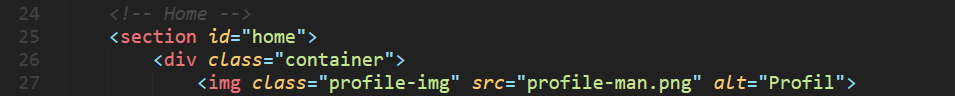 24 <!-- Home -->
25 <section id="home">
26 <div class="container">
27 <img class="profile-img" src="profile-man.png" alt="Profil">